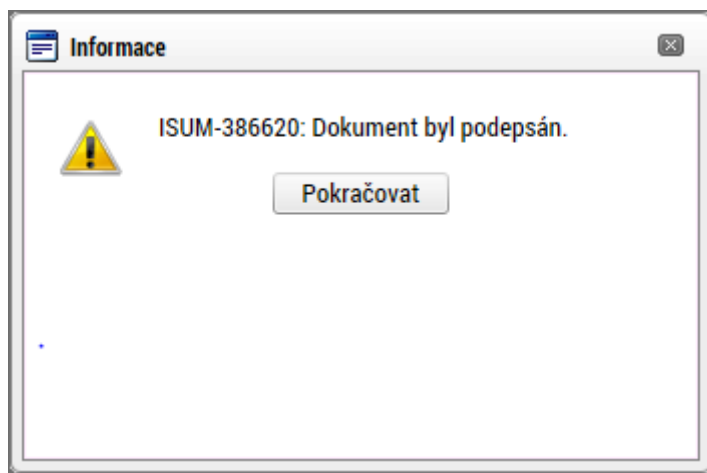 Informace
ISUM-386620: Dokument byl podepsán.
Pokračovat